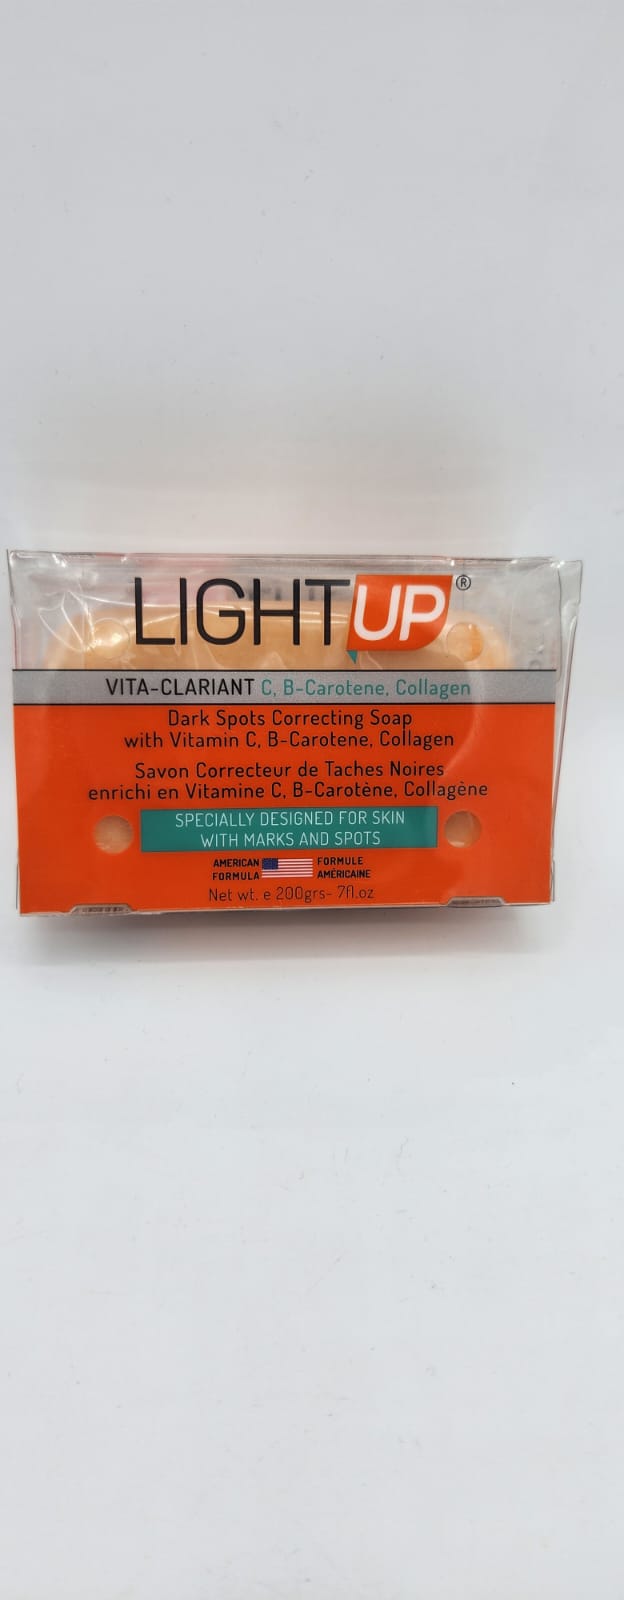 LIGHTUP®
VITA-CLARIANT C, B-Carotene, Collagen
Dark Spots Correcting Soap
with Vitamin C, B-Carotene, Collagen
Savon Correcteur de Taches Noires
enrichi en Vitamine C, B-Carotène, Collagène
SPECIALLY DESIGNED FOR SKIN
WITH MARKS AND SPOTS
AMERICAN FORMULE
FORMULA AMÉRICAINE
Net wt. e 200grs- 7fl.oz